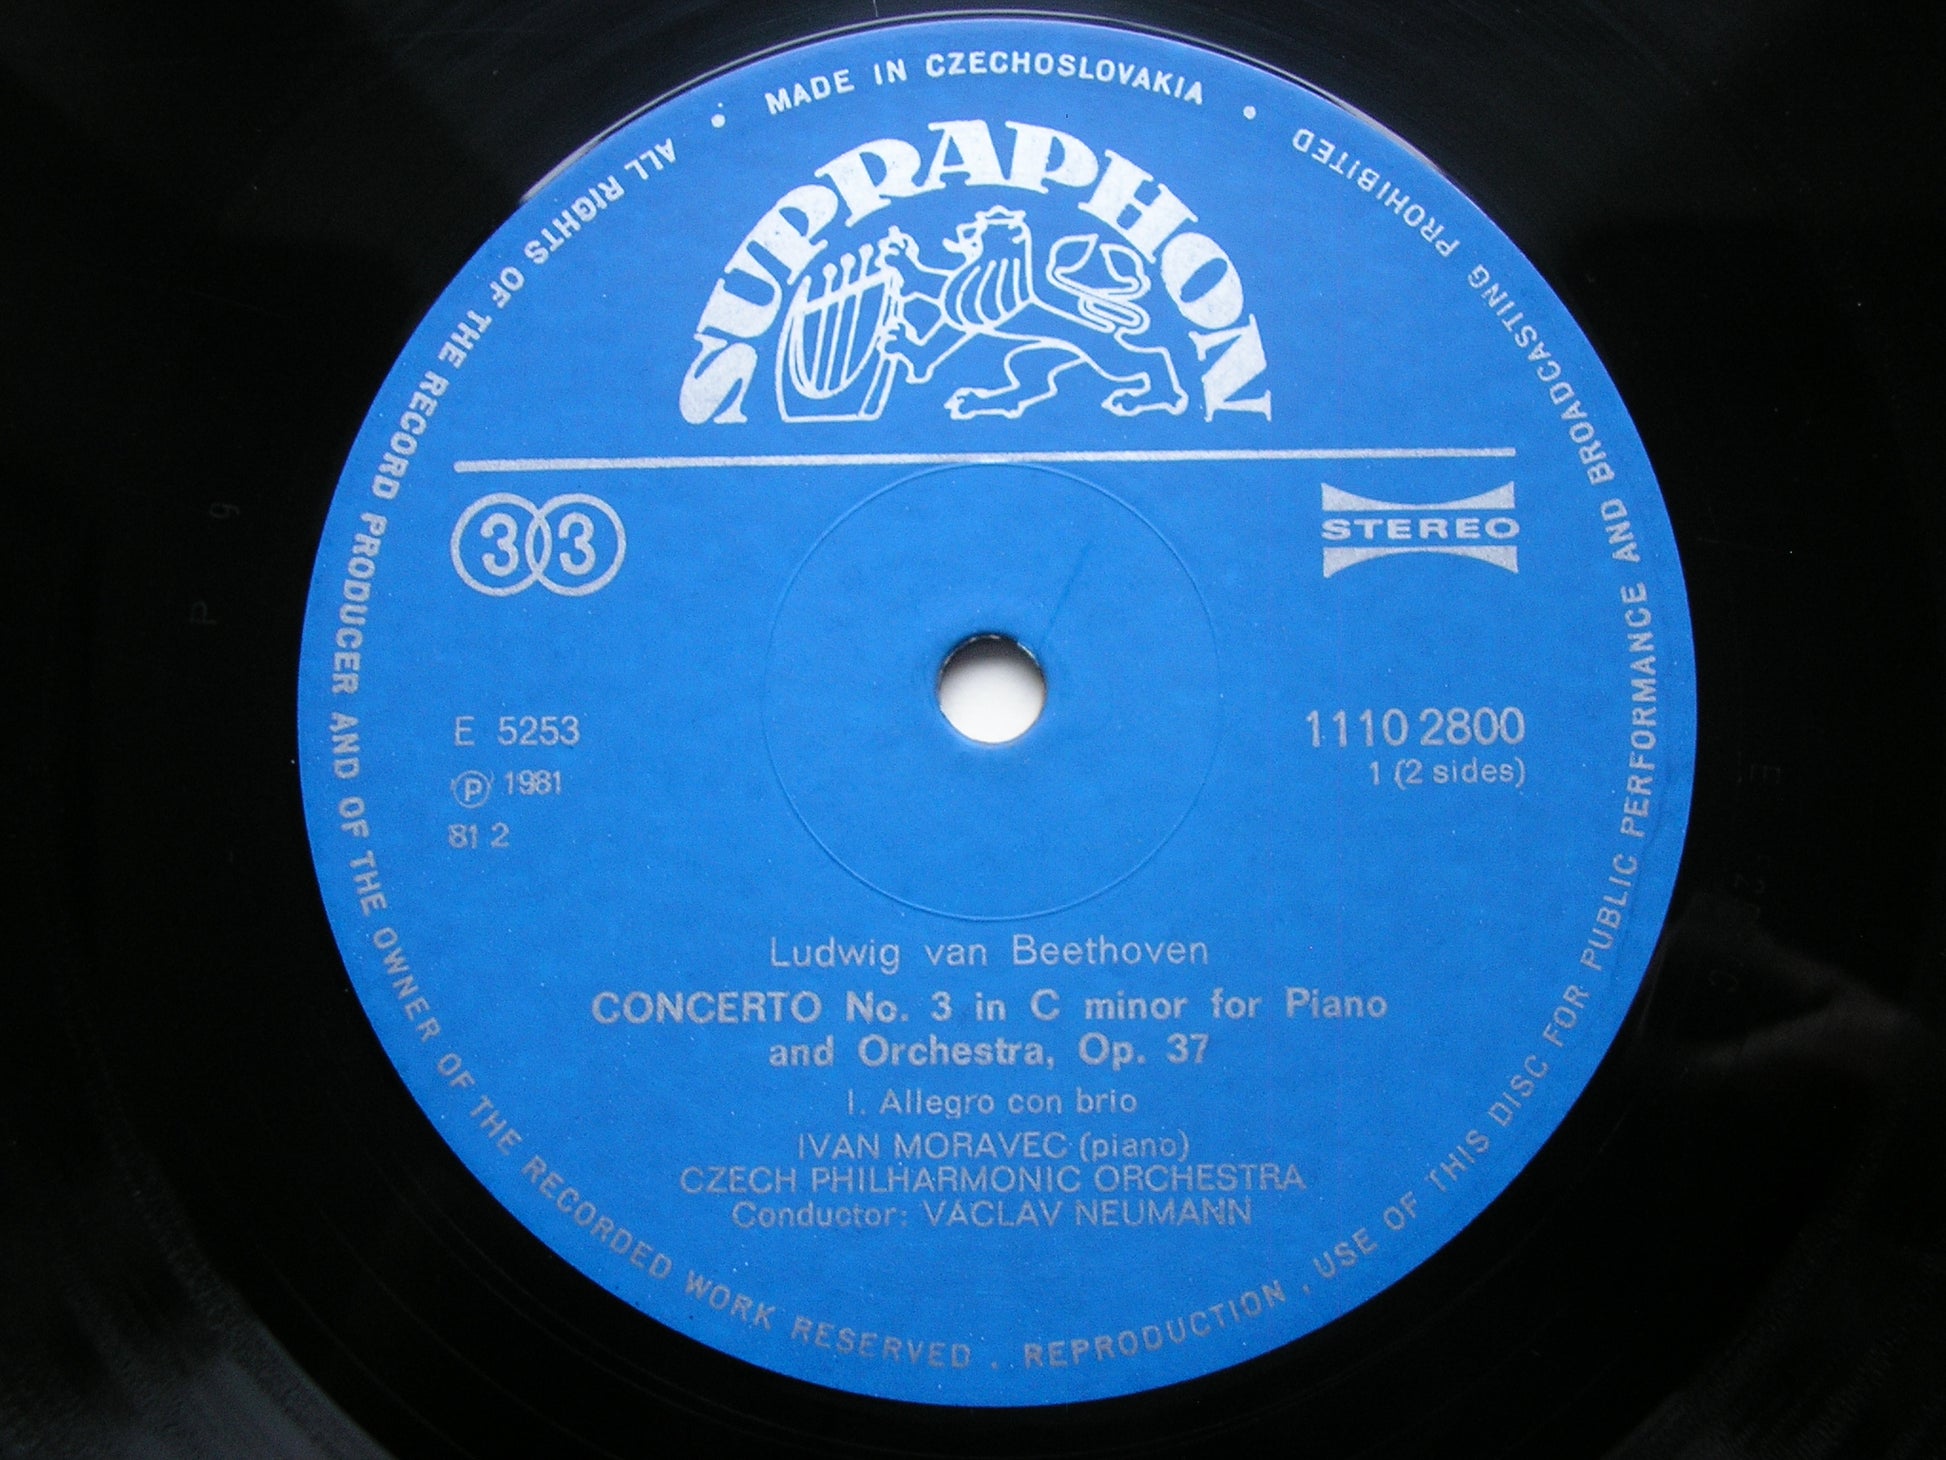 MADE IN CZECHOSLOVAKIA •
ALL RIGHTS OF THE RECORD PRODUCER AND OF THE OWNER OF THE RECORDED WORK RESERVED . REPRODUCTION , USE OF THIS DISC FOR PUBLIC PERFORMANCE AND BROADCASTING PROHIBITED •
SUPRAPHON
33
STEREO
E 5253
℗ 1981
81 2
1110 2800
1 (2 sides)
Ludwig van Beethoven
CONCERTO No. 3 in C minor for Piano
and Orchestra, Op. 37
I. Allegro con brio
IVAN MORAVEC (piano)
CZECH PHILHARMONIC ORCHESTRA
Conductor: VÁCLAV NEUMANN